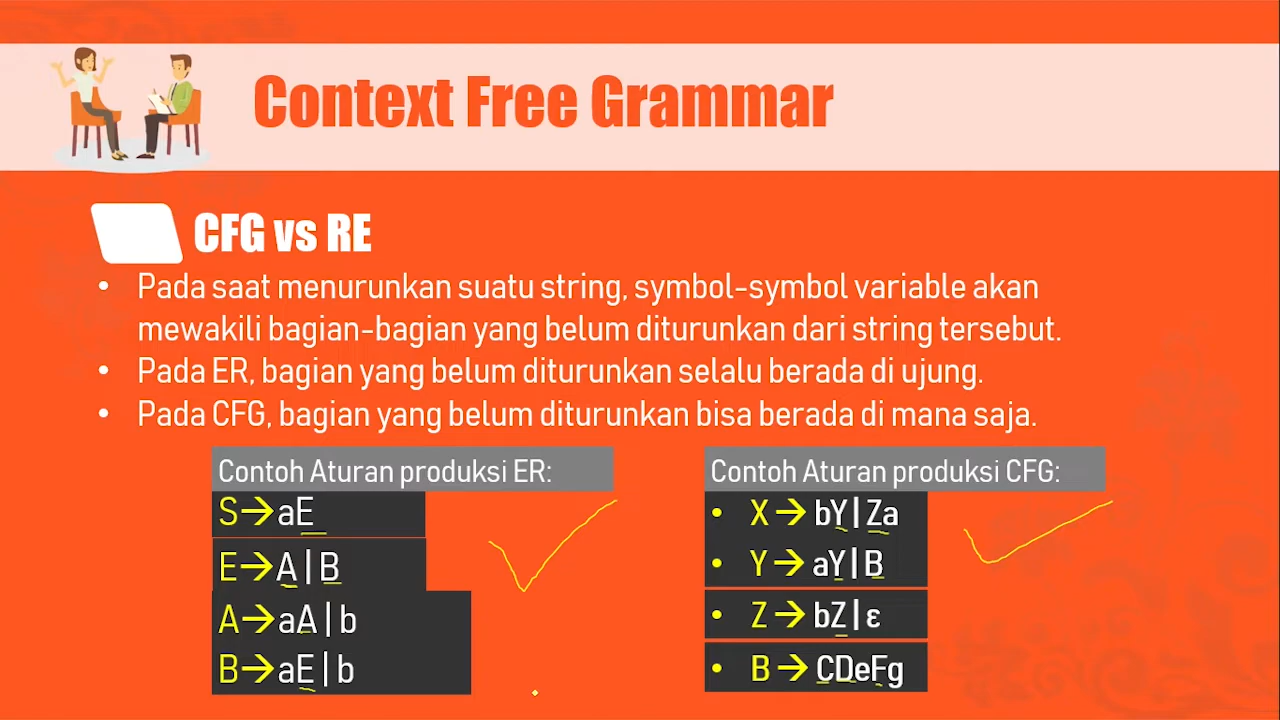 Context Free Grammar
CFG vs RE
• Pada saat menurunkan suatu string, symbol-symbol variable akan
mewakili bagian-bagian yang belum diturunkan dari string tersebut.
• Pada ER, bagian yang belum diturunkan selalu berada di ujung.
• Pada CFG, bagian yang belum diturunkan bisa berada di mana saja.
Contoh Aturan produksi ER:
S→aE
E→A|B
A→aA|b
B→aE|b
Contoh Aturan produksi CFG:
• X → bY|Za
• Y → aY|B
• Z → bZ|ε
• B → CDeFg